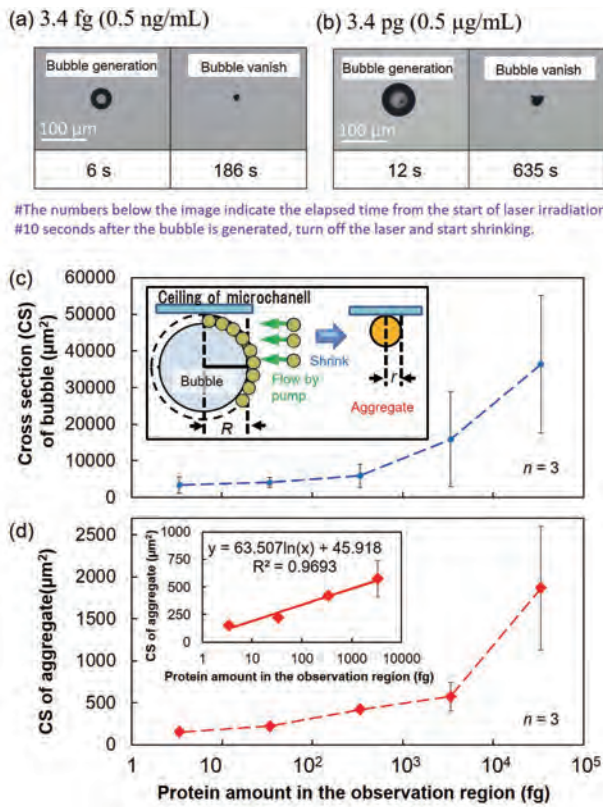 (a) 3.4 fg (0.5 ng/mL)
(b) 3.4 pg (0.5 μg/mL)
Bubble generation
Bubble vanish
Bubble generation
Bubble vanish
100 μm
100 μm
6 s
186 s
12 s
635 s
#The numbers below the image indicate the elapsed time from the start of laser irradiation
#10 seconds after the bubble is generated, turn off the laser and start shrinking.
(c)
Cross section (CS)
of bubble (μm²)
60000
50000
40000
30000
20000
10000
0
Ceiling of microchanell
Bubble
R
Flow by
pump
Shrink
r
Aggregate
n = 3
(d)
CS of aggregate(μm²)
2500
2000
1500
1000
500
0
CS of aggregate (μm²)
1000
750
500
250
0
y = 63.507ln(x) + 45.918
R² = 0.9693
1
10
100
1000
10000
Protein amount in the observation region (fg)
n = 3
1
10
10²
10³
10⁴
10⁵
Protein amount in the observation region (fg)